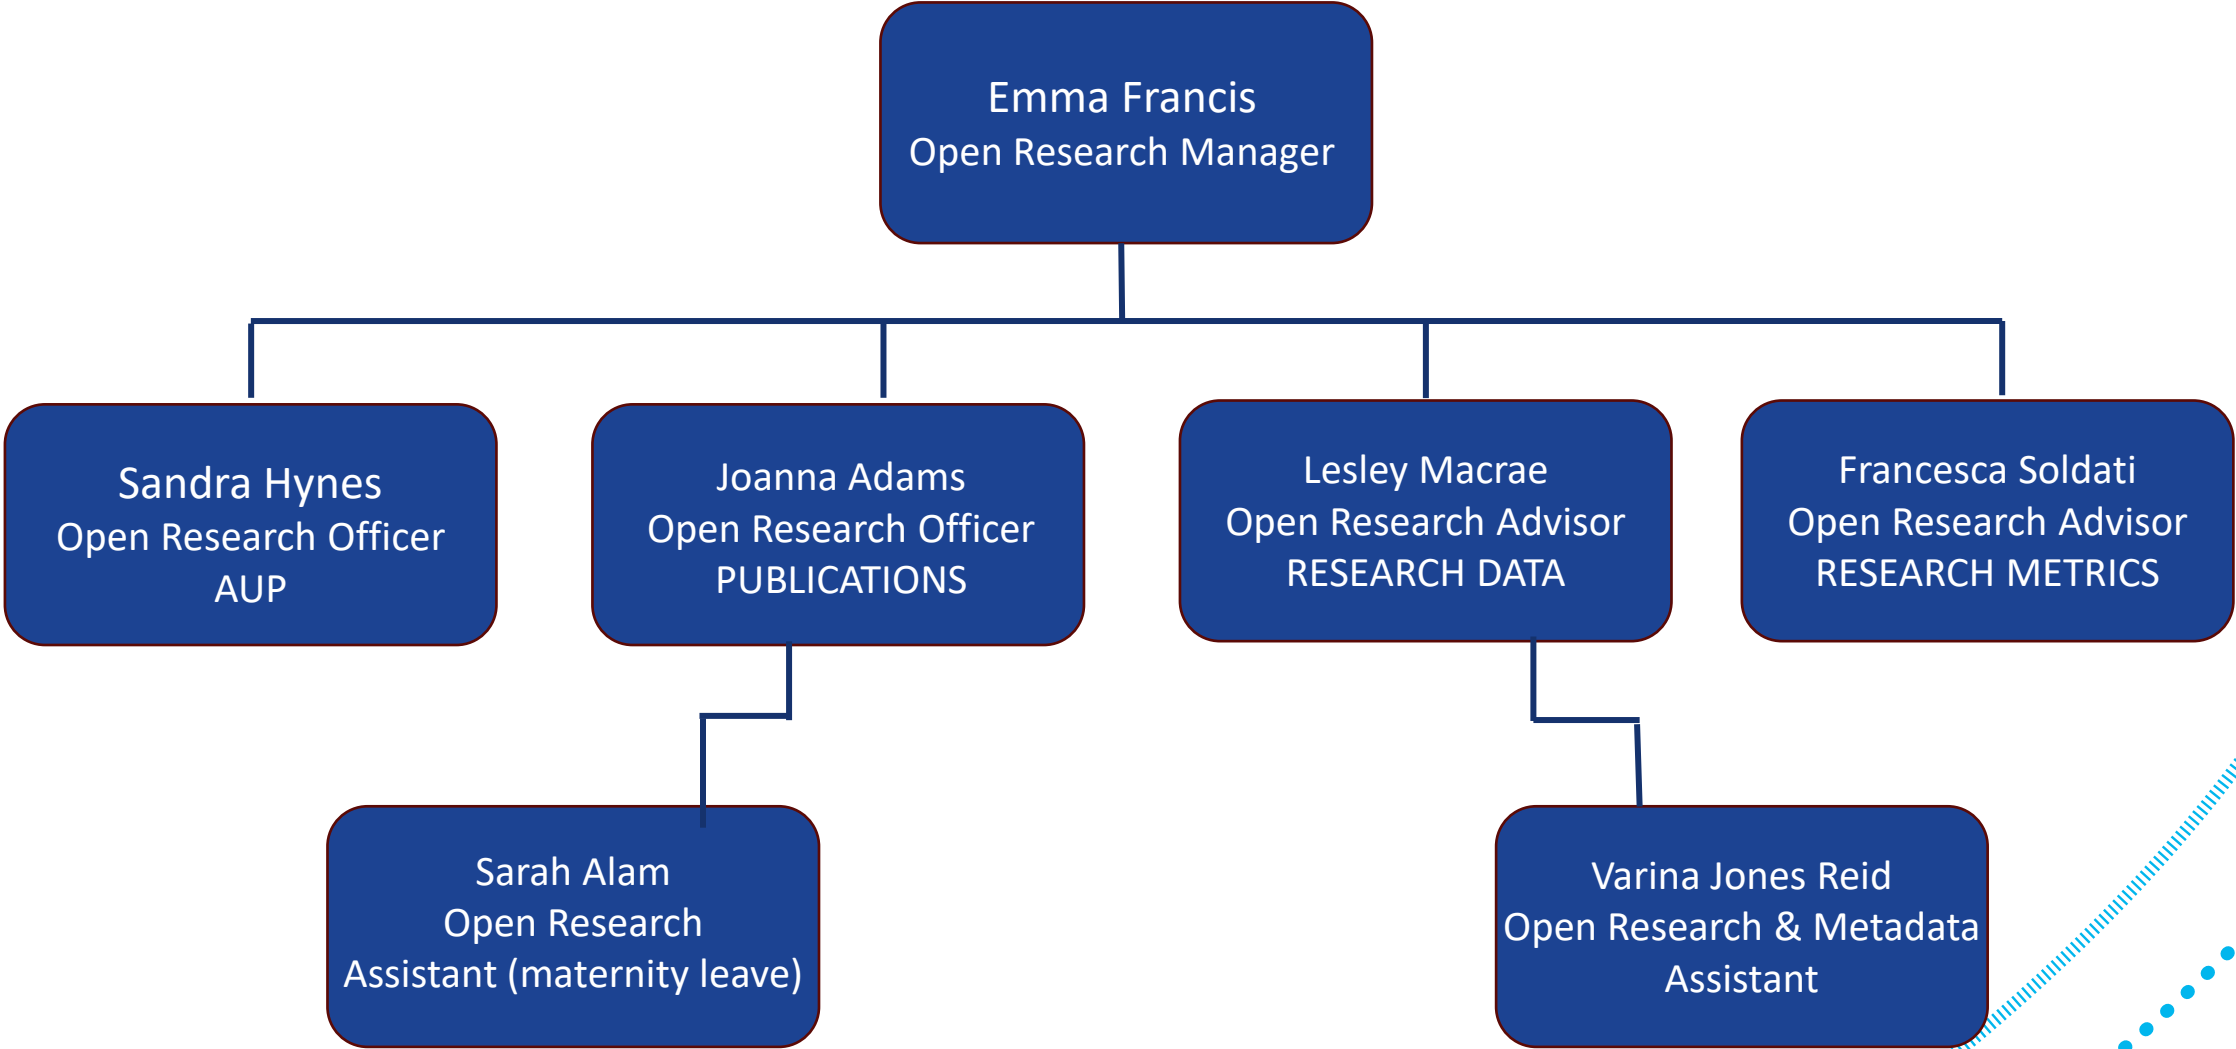 Emma Francis
Open Research Manager
Sandra Hynes
Open Research Officer
AUP
Joanna Adams
Open Research Officer
PUBLICATIONS
Lesley Macrae
Open Research Advisor
RESEARCH DATA
Francesca Soldati
Open Research Advisor
RESEARCH METRICS
Sarah Alam
Open Research
Assistant (maternity leave)
Varina Jones Reid
Open Research & Metadata
Assistant